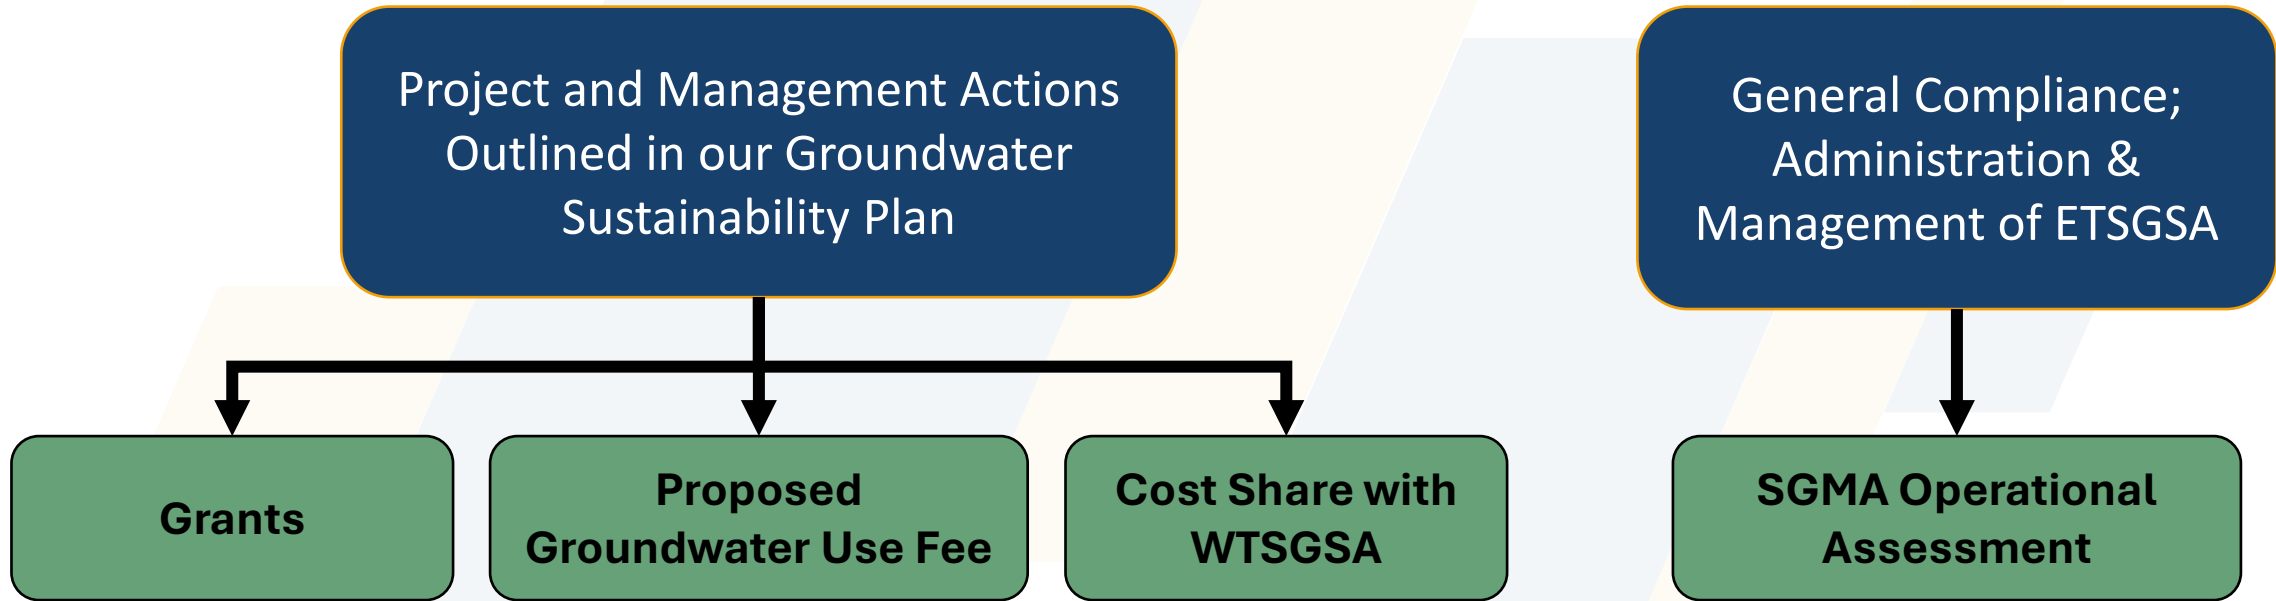 Project and Management Actions
Outlined in our Groundwater
Sustainability Plan
General Compliance;
Administration &
Management of ETSGSA
Grants
Proposed
Groundwater Use Fee
Cost Share with
WTSGSA
SGMA Operational
Assessment